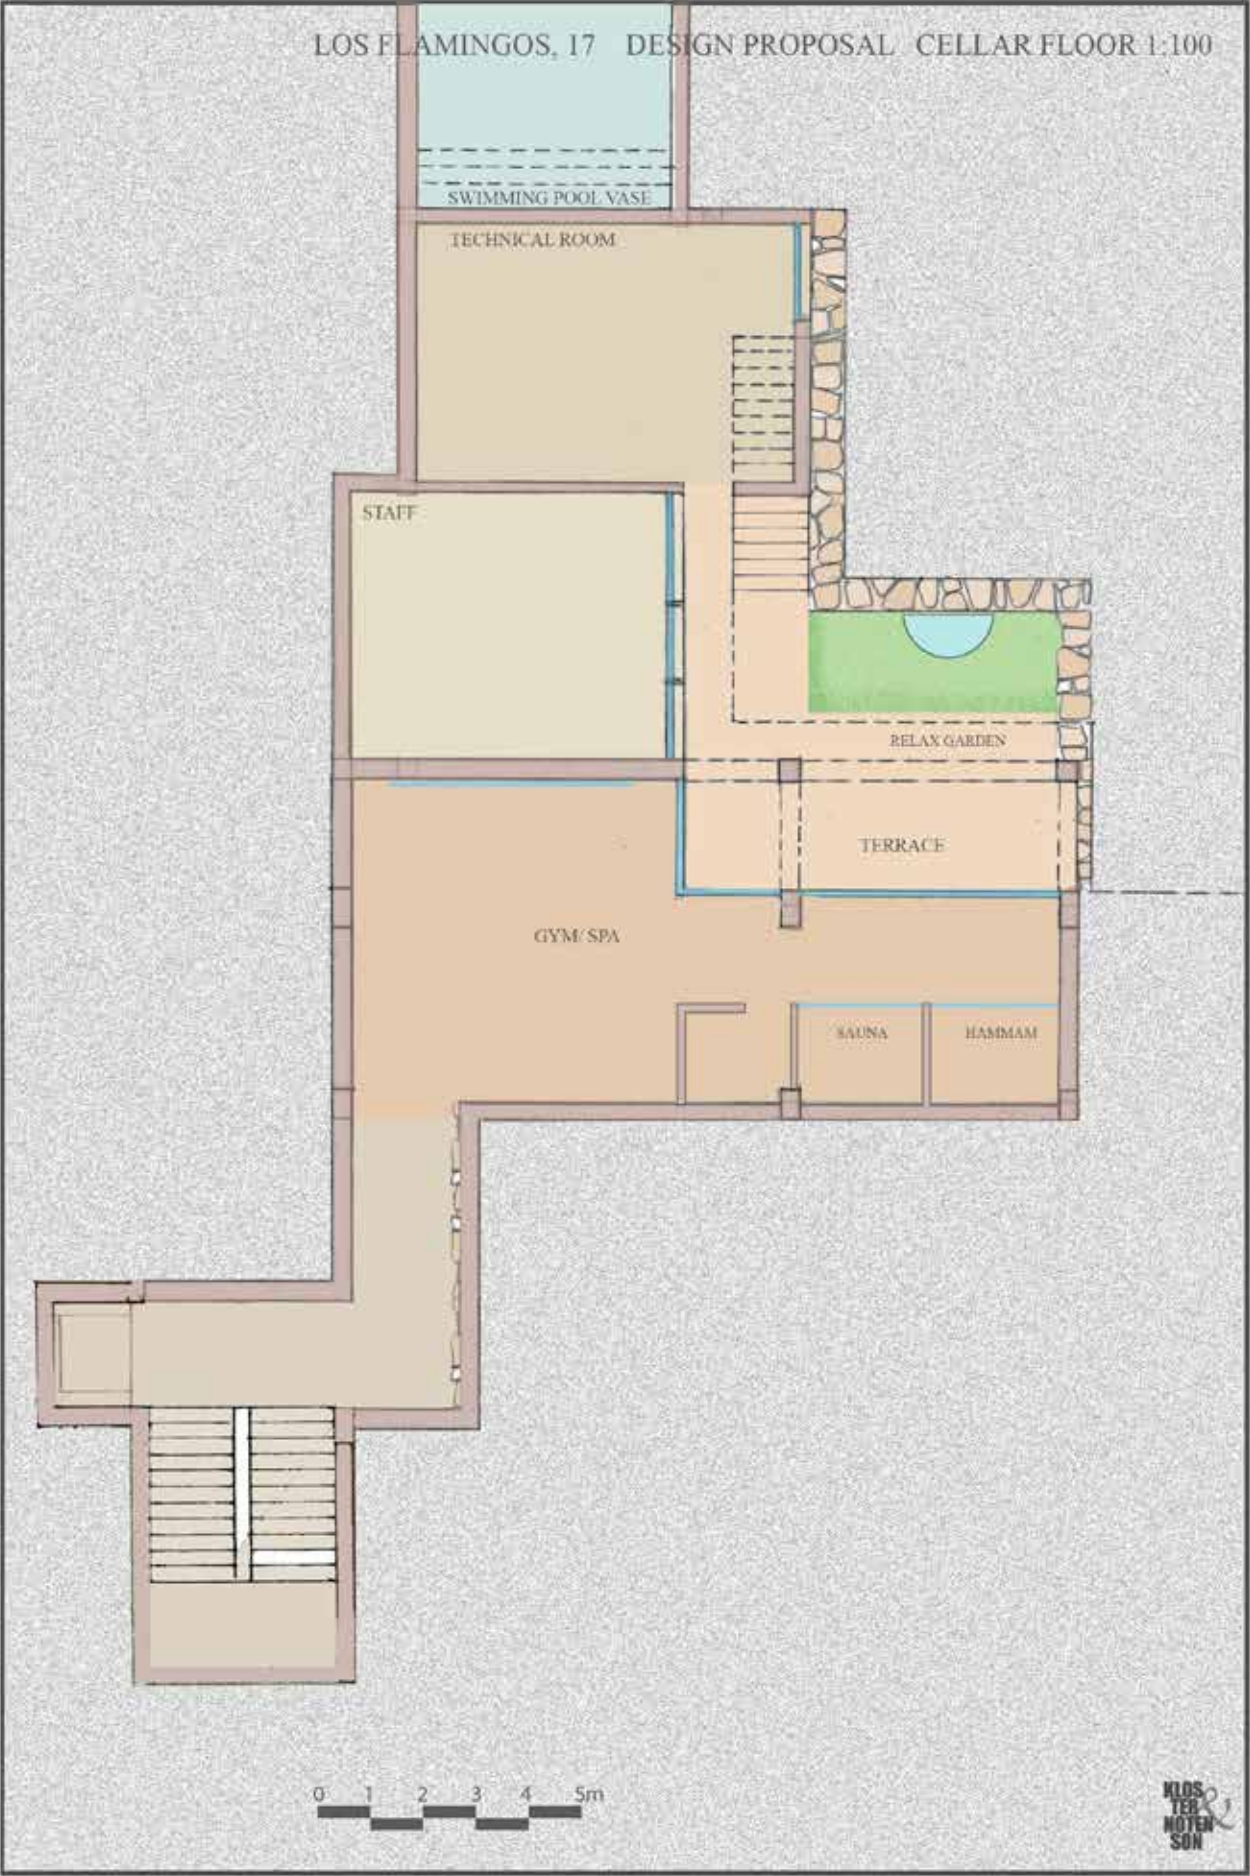 LOS FLAMINGOS, 17 DESIGN PROPOSAL CELLAR FLOOR 1:100
SWIMMING POOL VASE
TECHNICAL ROOM
STAFF
RELAX GARDEN
TERRACE
GYM/ SPA
SAUNA
HAMMAM
0 1 2 3 4 5m
KLOS
TER &
NOTEN
SON